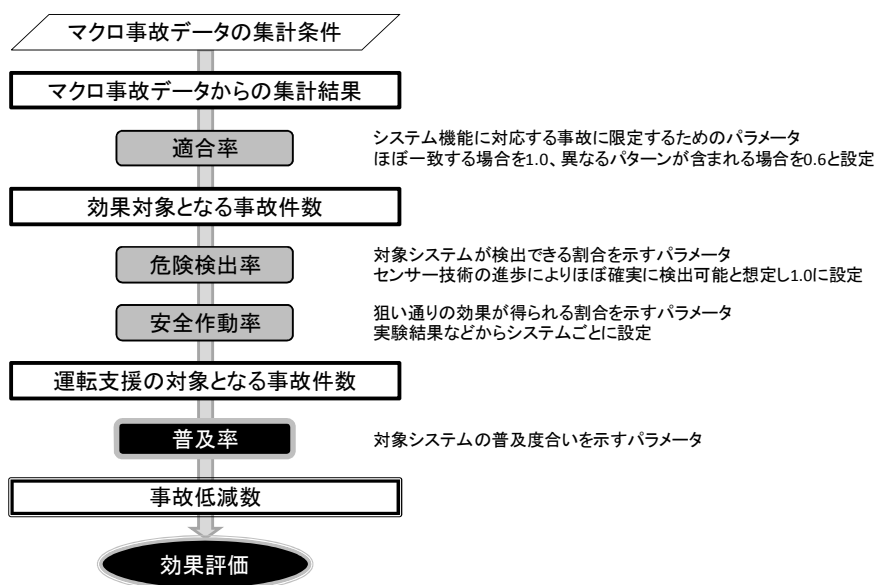 マクロ事故データの集計条件
マクロ事故データからの集計結果
適合率
システム機能に対応する事故に限定するためのパラメータ
ほぼ一致する場合を1.0、異なるパターンが含まれる場合を0.6と設定
効果対象となる事故件数
危険検出率
対象システムが検出できる割合を示すパラメータ
センサー技術の進歩によりほぼ確実に検出可能と想定し1.0に設定
安全作動率
狙い通りの効果が得られる割合を示すパラメータ
実験結果などからシステムごとに設定
運転支援の対象となる事故件数
普及率
対象システムの普及度合いを示すパラメータ
事故低減数
効果評価